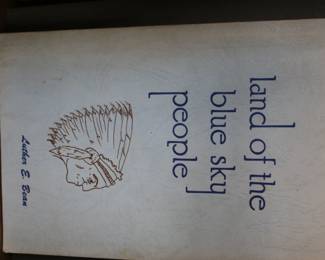 land of the
blue sky
people
Luther E. Bean